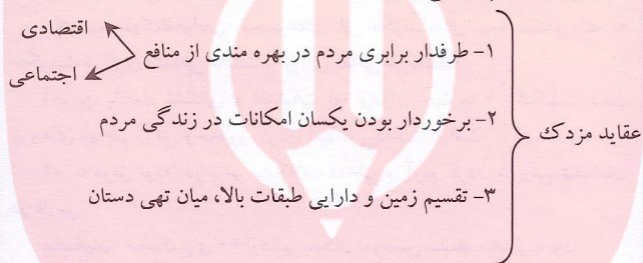 عقاید مزدک
۱- طرفدار برابری مردم در بهره مندی از منافع
اقتصادی
اجتماعی
۲- برخوردار بودن یکسان امکانات در زندگی مردم
۳- تقسیم زمین و دارایی طبقات بالا، میان تهی دستان